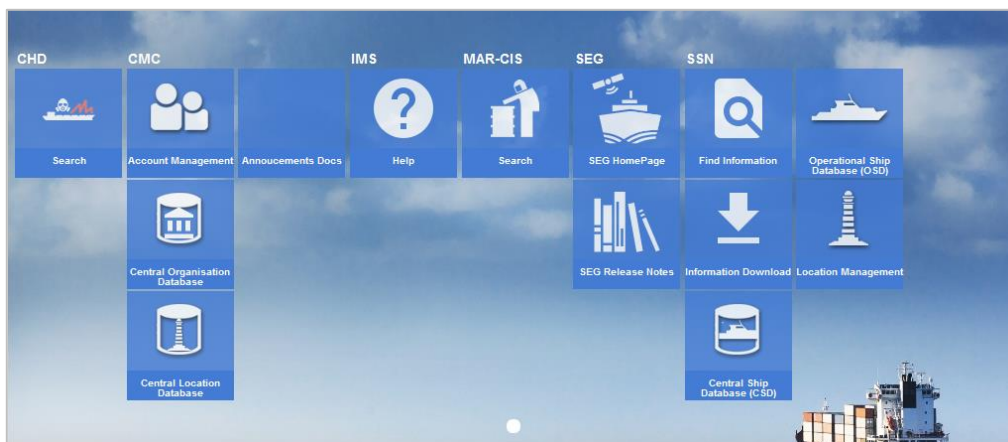 CHD
CMC
IMS
MAR-CIS
SEG
SSN
Search
Account Management
Annoucements Docs
Help
Search
SEG HomePage
Find Information
Operational Ship
Database (OSD)
Central Organisation
Database
SEG Release Notes
Information Download
Location Management
Central Location
Database
Central Ship
Database (CSD)